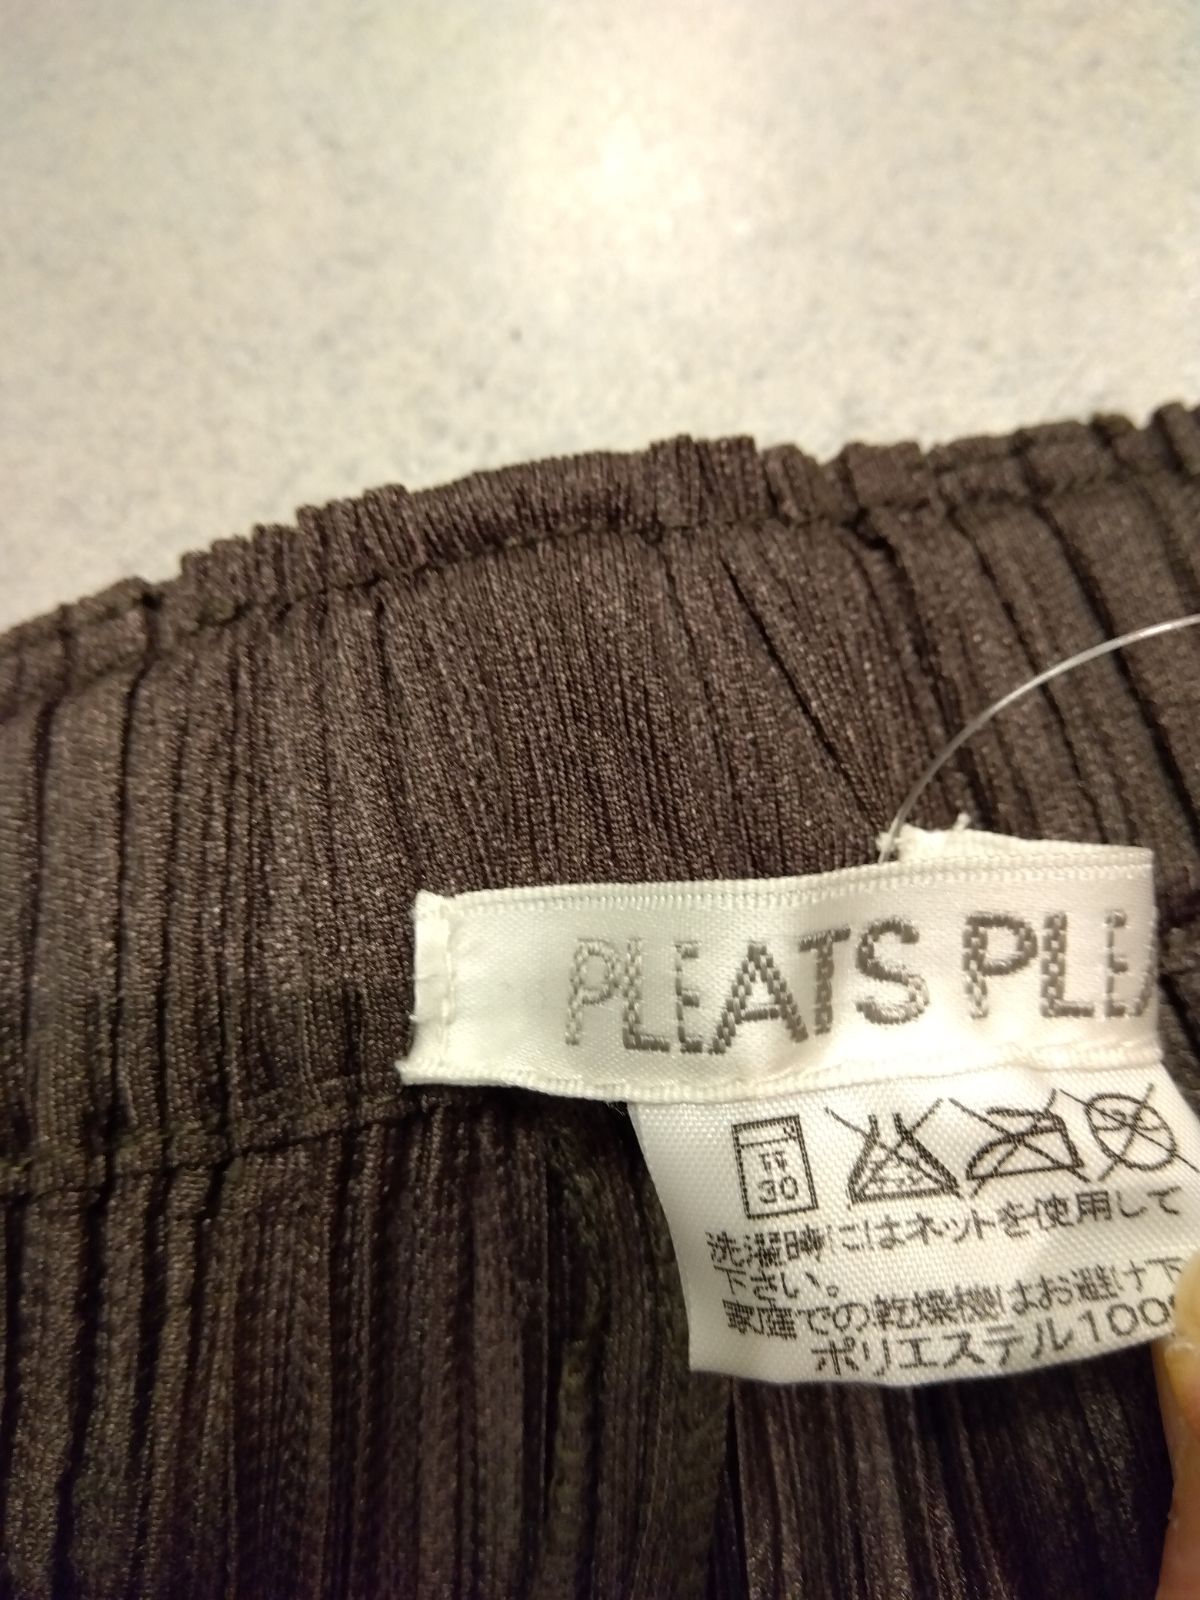 PLEATS PLEA
30
洗濯時にはネットを使用して
下さい。
家庭での乾燥機はお避け下
ポリエステル100